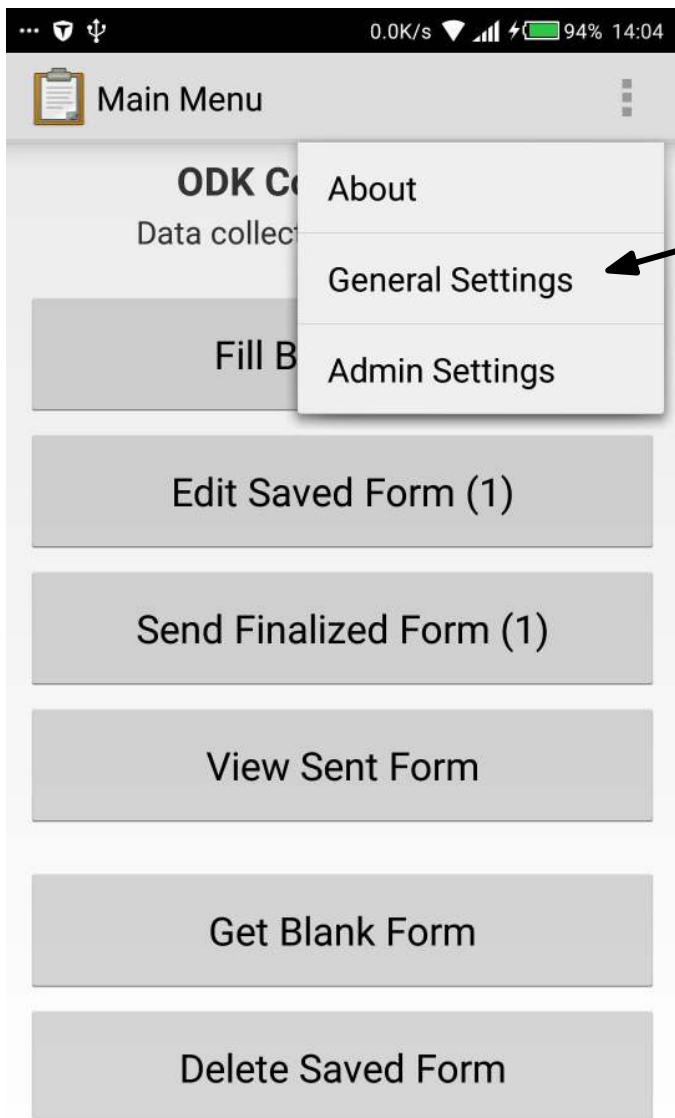 0.0K/s 94% 14:04
Main Menu
ODK Co
Data collec
About
General Settings
Admin Settings
Fill B
Edit Saved Form (1)
Send Finalized Form (1)
View Sent Form
Get Blank Form
Delete Saved Form